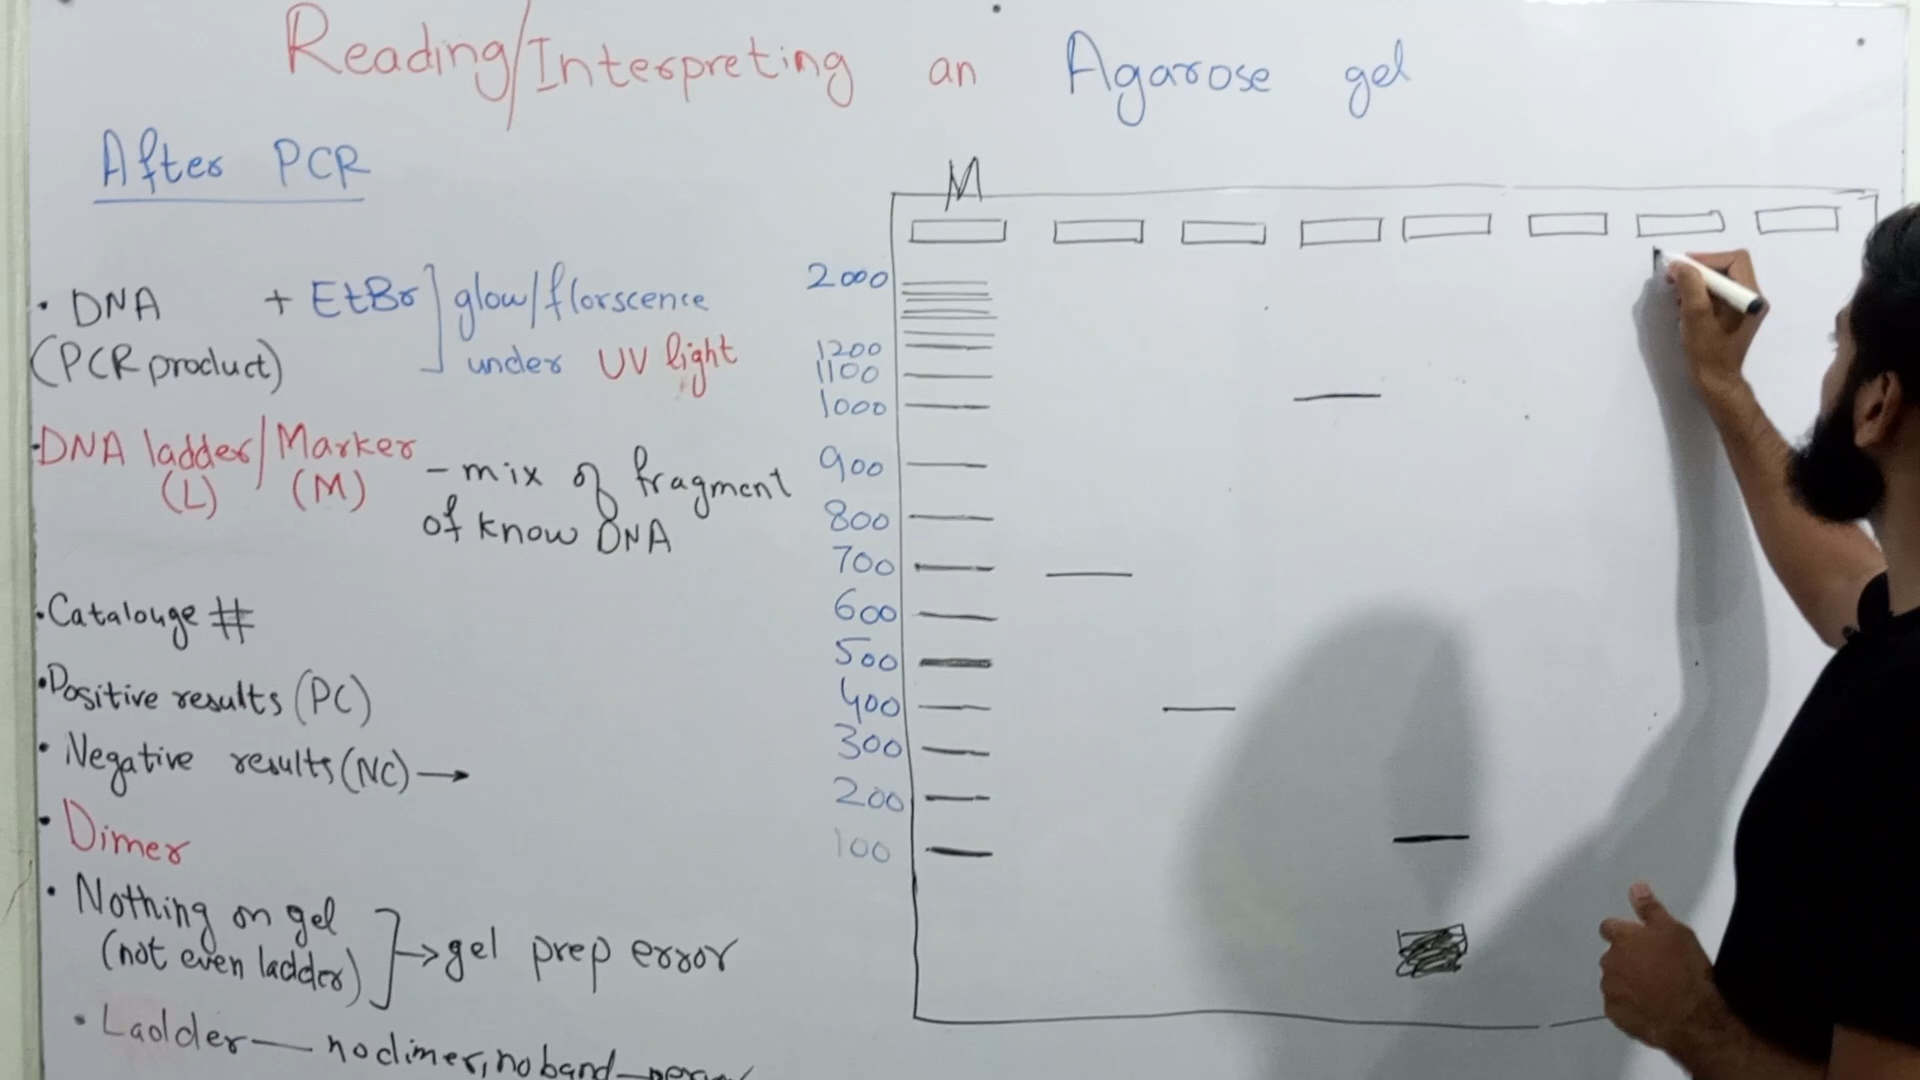 Reading/Interpreting an Agarose gel
After PCR
• DNA + EtBr] glow/florscence
(PCR product) under UV light
• DNA ladder/Marker - mix of fragment
(L) (M) of know DNA
• Catalouge #
• Positive results (PC)
• Negative results (NC) →
• Dimer
• Nothing on gel
(not even ladder) ] → gel prep error
• Ladder — no dimer, no band
M
2000
1200
1100
1000
900
800
700
600
500
400
300
200
100